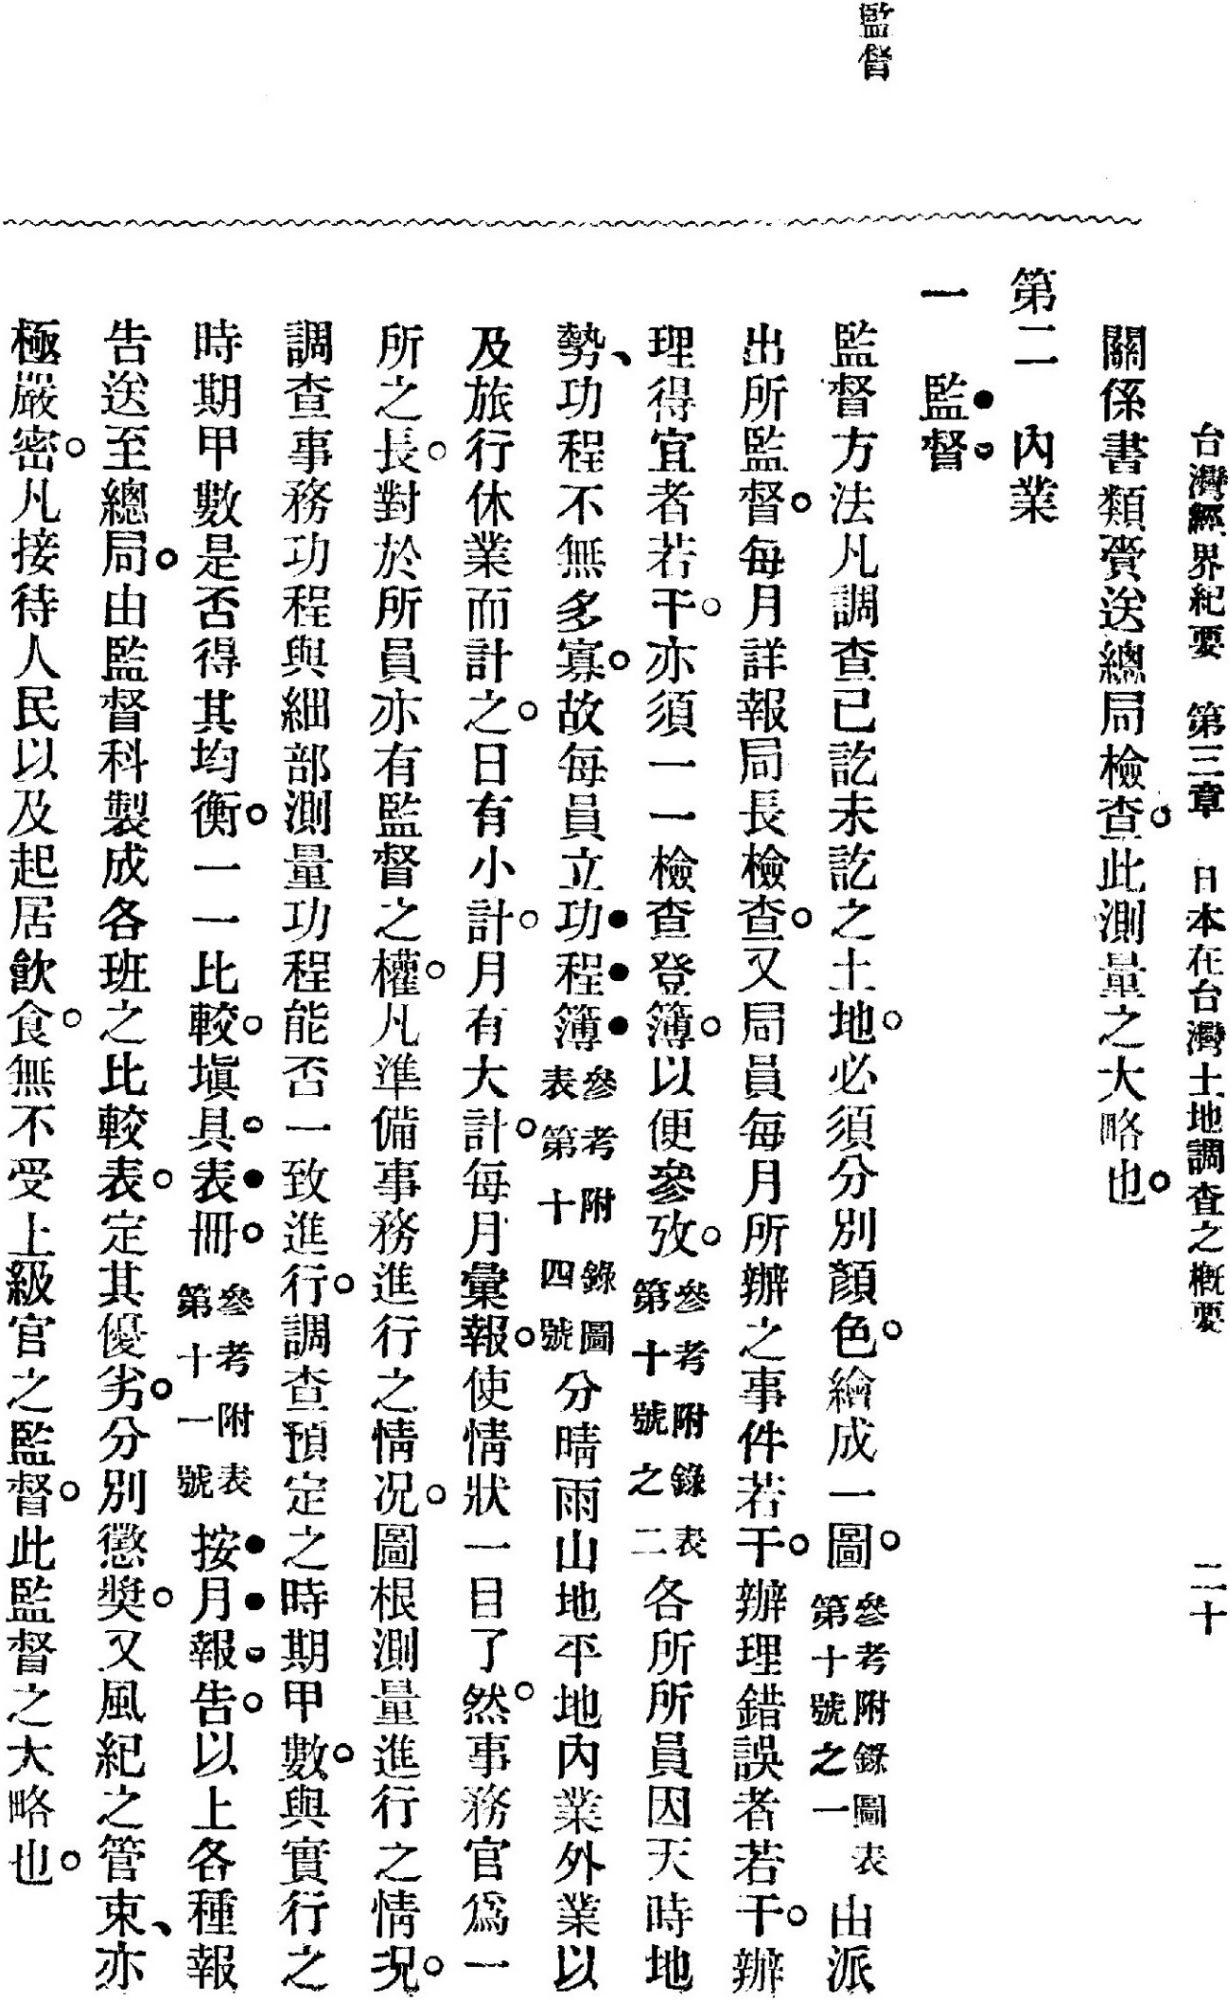 台灣經界紀要　第三章　日本在台灣土地調查之概要　二十
關係書類賚送總局檢查。此測量之大略也。
第二　內業
一　監督
監督
監督方法凡調查已訖未訖之土地。必須分別顏色。繪成一圖。參考附錄圖表第十號之一由派
出所監督。每月詳報局長檢查。又局員每月所辦之事件若干。辦理錯誤者若干。辦
理得宜者若干。亦須一一檢查登簿。以便參攷。參考附錄表第十號之二各所所員因天時地
勢、功程不無多寡。故每員立功程簿參考附錄圖表第十四號分晴雨山地平地內業外業以
及旅行休業而計之。日有小計。月有大計。每月彙報。使情狀一目了然。事務官爲一
所之長。對於所員亦有監督之權。凡準備事務進行之情况。圖根測量進行之情况。
調查事務功程與細部測量功程能否一致進行。調查預定之時期甲數。與實行之
時期甲數是否得其均衡。一一比較。塡具。表冊。參考附表第十一號按月報告。以上各種報
告送至總局。由監督科製成各班之比較表。定其優劣。分別懲獎。又風紀之管束、亦
極嚴密。凡接待人民以及起居飮食。無不受上級官之監督。此監督之大略也。